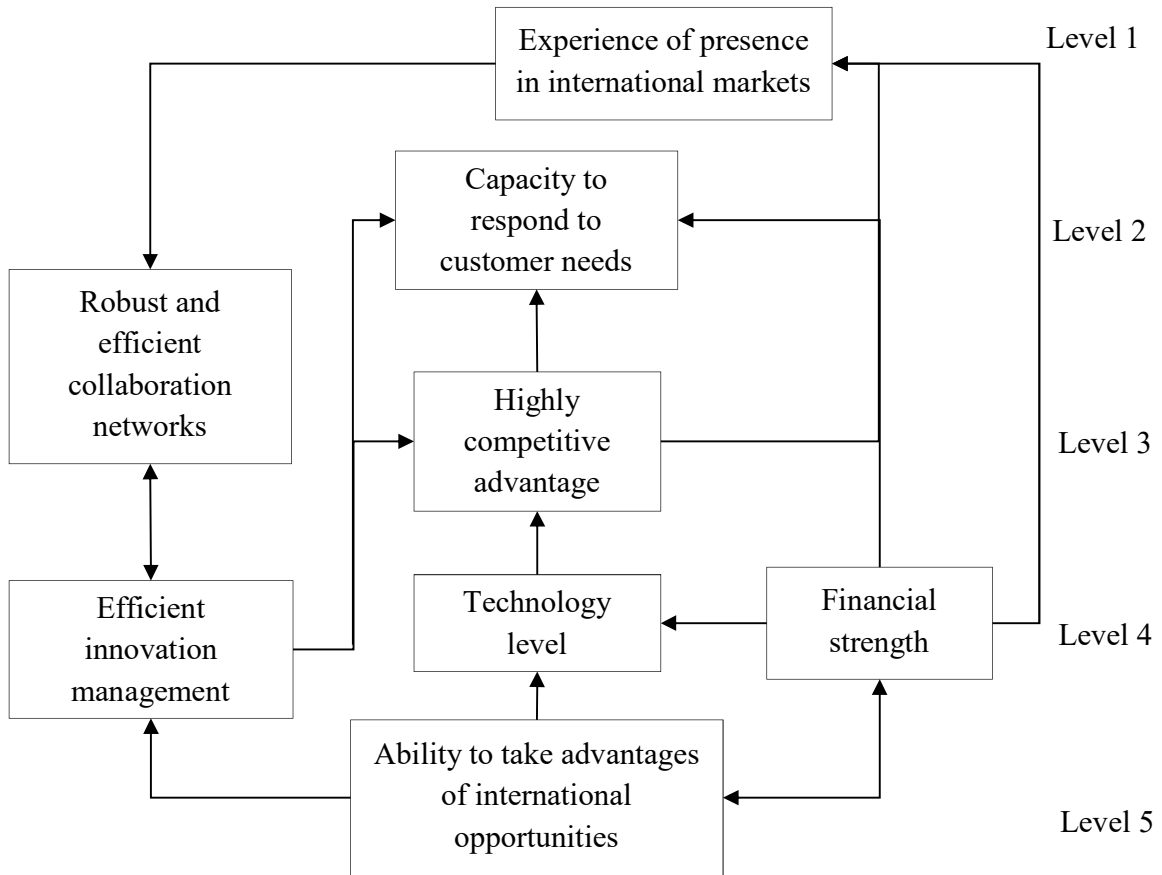 Experience of presence
in international markets
Level 1
Capacity to
respond to
customer needs
Level 2
Robust and
efficient
collaboration
networks
Highly
competitive
advantage
Level 3
Efficient
innovation
management
Technology
level
Financial
strength
Level 4
Ability to take advantages
of international
opportunities
Level 5